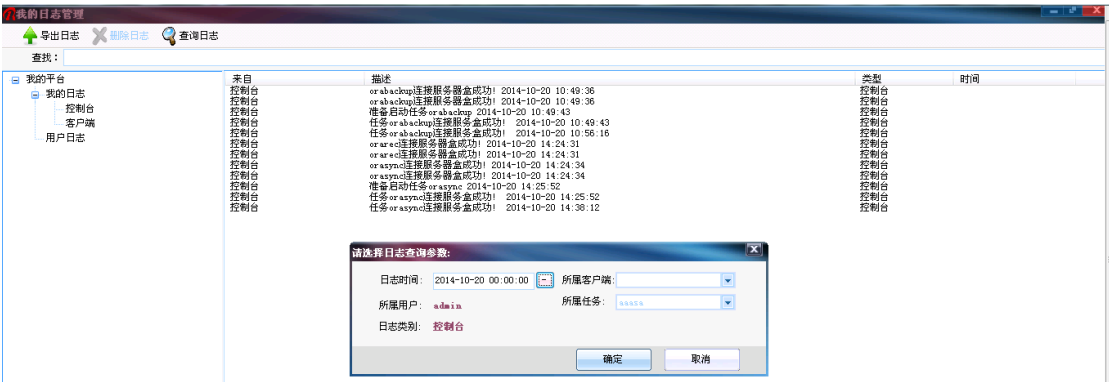 我的日志管理
导出日志 删除日志 查询日志
查找：
我的平台
我的日志
控制台
客户端
用户日志
来自 描述 类型 时间
控制台 orabackup连接服务器盒成功! 2014-10-20 10:49:36 控制台
控制台 orabackup连接服务器盒成功! 2014-10-20 10:49:36 控制台
控制台 准备启动任务orabackup 2014-10-20 10:49:43 控制台
控制台 任务orabackup连接服务盒成功! 2014-10-20 10:49:43 控制台
控制台 任务orabackup连接服务盒成功! 2014-10-20 10:56:16 控制台
控制台 orarec连接服务器盒成功! 2014-10-20 14:24:31 控制台
控制台 orarec连接服务器盒成功! 2014-10-20 14:24:31 控制台
控制台 orasync连接服务器盒成功! 2014-10-20 14:24:34 控制台
控制台 orasync连接服务器盒成功! 2014-10-20 14:24:34 控制台
控制台 准备启动任务orasync 2014-10-20 14:25:52 控制台
控制台 任务orasync连接服务盒成功! 2014-10-20 14:25:52 控制台
控制台 任务orasync连接服务盒成功! 2014-10-20 14:38:12 控制台
请选择日志查询参数:
日志时间: 2014-10-20 00:00:00 所属客户端:
所属用户: admin 所属任务:
日志类别: 控制台
确定 取消